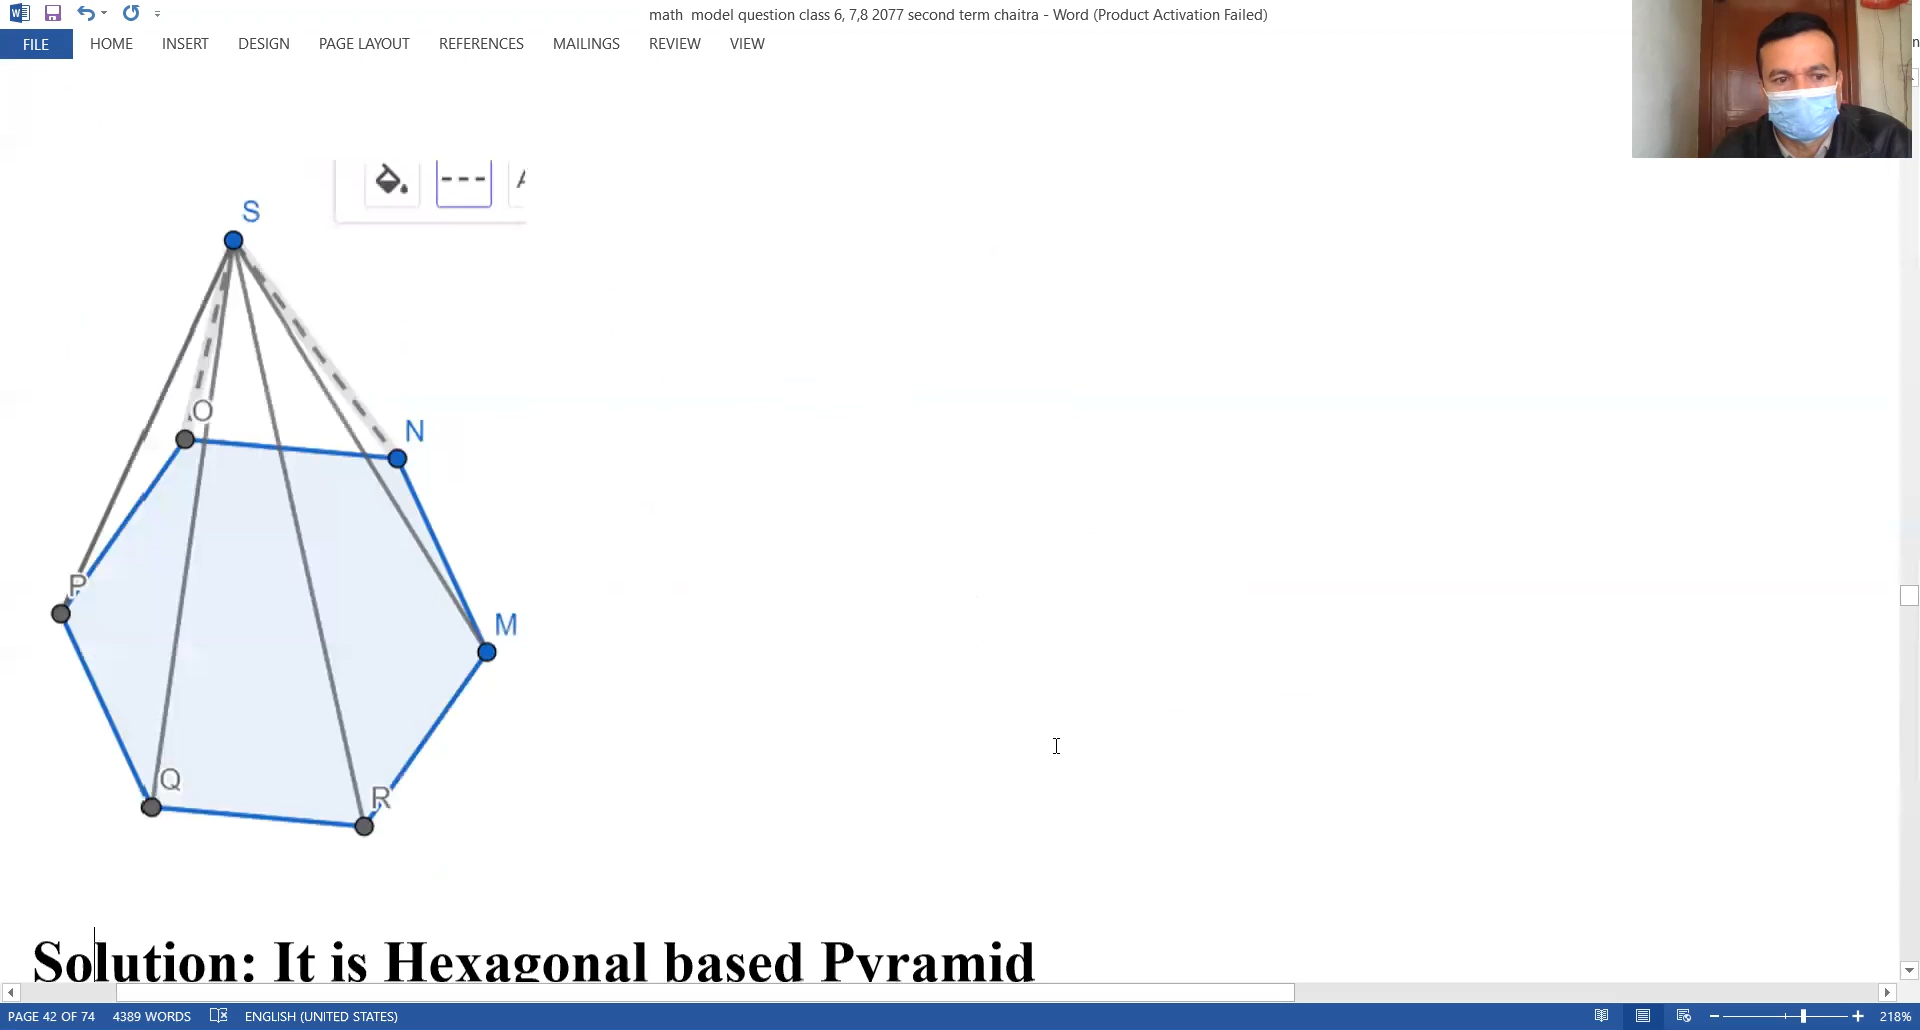 math model question class 6, 7,8 2077 second term chaitra - Word (Product Activation Failed)
FILE HOME INSERT DESIGN PAGE LAYOUT REFERENCES MAILINGS REVIEW VIEW
S
O
N
P
M
Q
R
Solution: It is Hexagonal based Pyramid
PAGE 42 OF 74 4389 WORDS ENGLISH (UNITED STATES) 218%